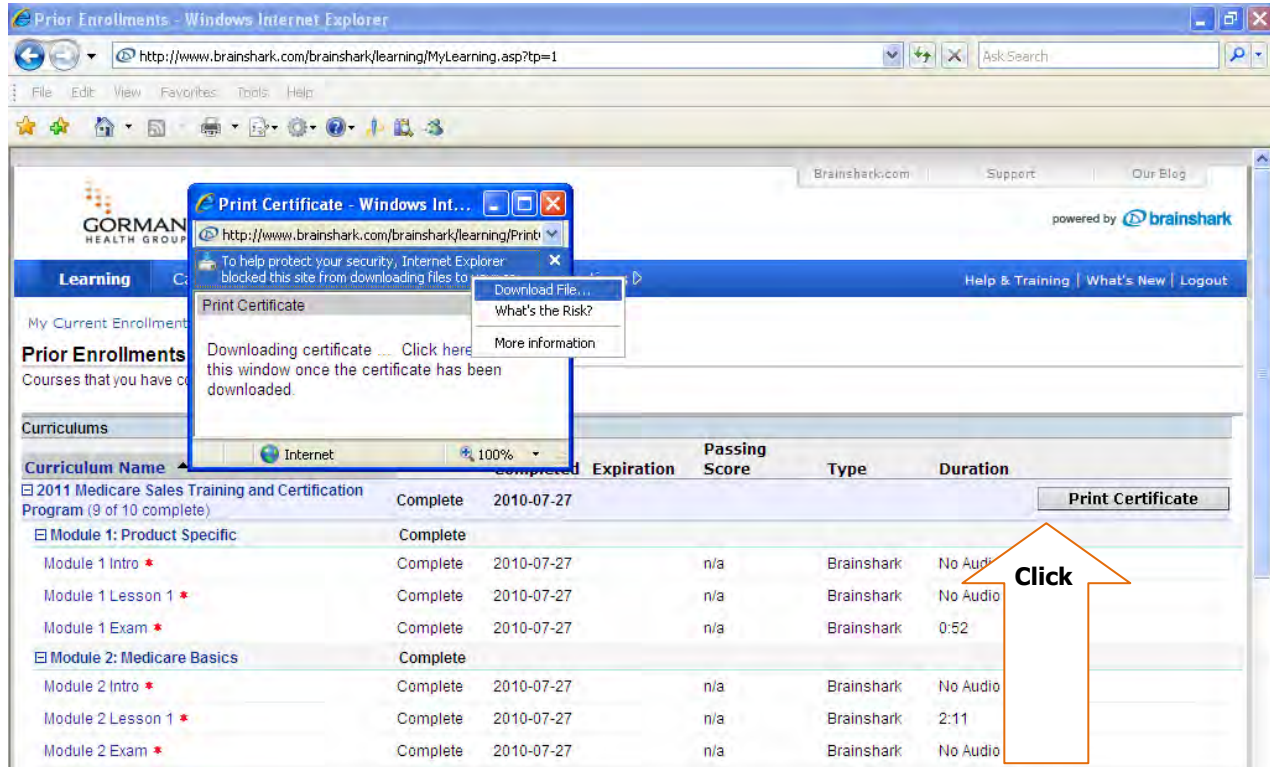 Prior Enrollments - Windows Internet Explorer
http://www.brainshark.com/brainshark/learning/MyLearning.asp?tp=1
Ask Search
File Edit View Favorites Tools Help
Brainshark.com Support Our Blog
GORMAN
HEALTH GROUP
powered by brainshark
Learning
Help & Training | What's New | Logout
Print Certificate - Windows Int...
http://www.brainshark.com/brainshark/learning/Print
To help protect your security, Internet Explorer
blocked this site from downloading files to
Download File...
What's the Risk?
More information
Print Certificate
Downloading certificate ... Click here
this window once the certificate has been
downloaded.
Internet 100%
My Current Enrollment
Prior Enrollments
Courses that you have
Curriculums
Curriculum Name Completed Expiration Passing Score Type Duration
2011 Medicare Sales Training and Certification
Program (9 of 10 complete) Complete 2010-07-27 Print Certificate
Module 1: Product Specific Complete
Module 1 Intro * Complete 2010-07-27 n/a Brainshark No Audio
Module 1 Lesson 1 * Complete 2010-07-27 n/a Brainshark No Audio
Module 1 Exam * Complete 2010-07-27 n/a Brainshark 0:52
Module 2: Medicare Basics Complete
Module 2 Intro * Complete 2010-07-27 n/a Brainshark No Audio
Module 2 Lesson 1 * Complete 2010-07-27 n/a Brainshark 2:11
Module 2 Exam * Complete 2010-07-27 n/a Brainshark No Audio
Click